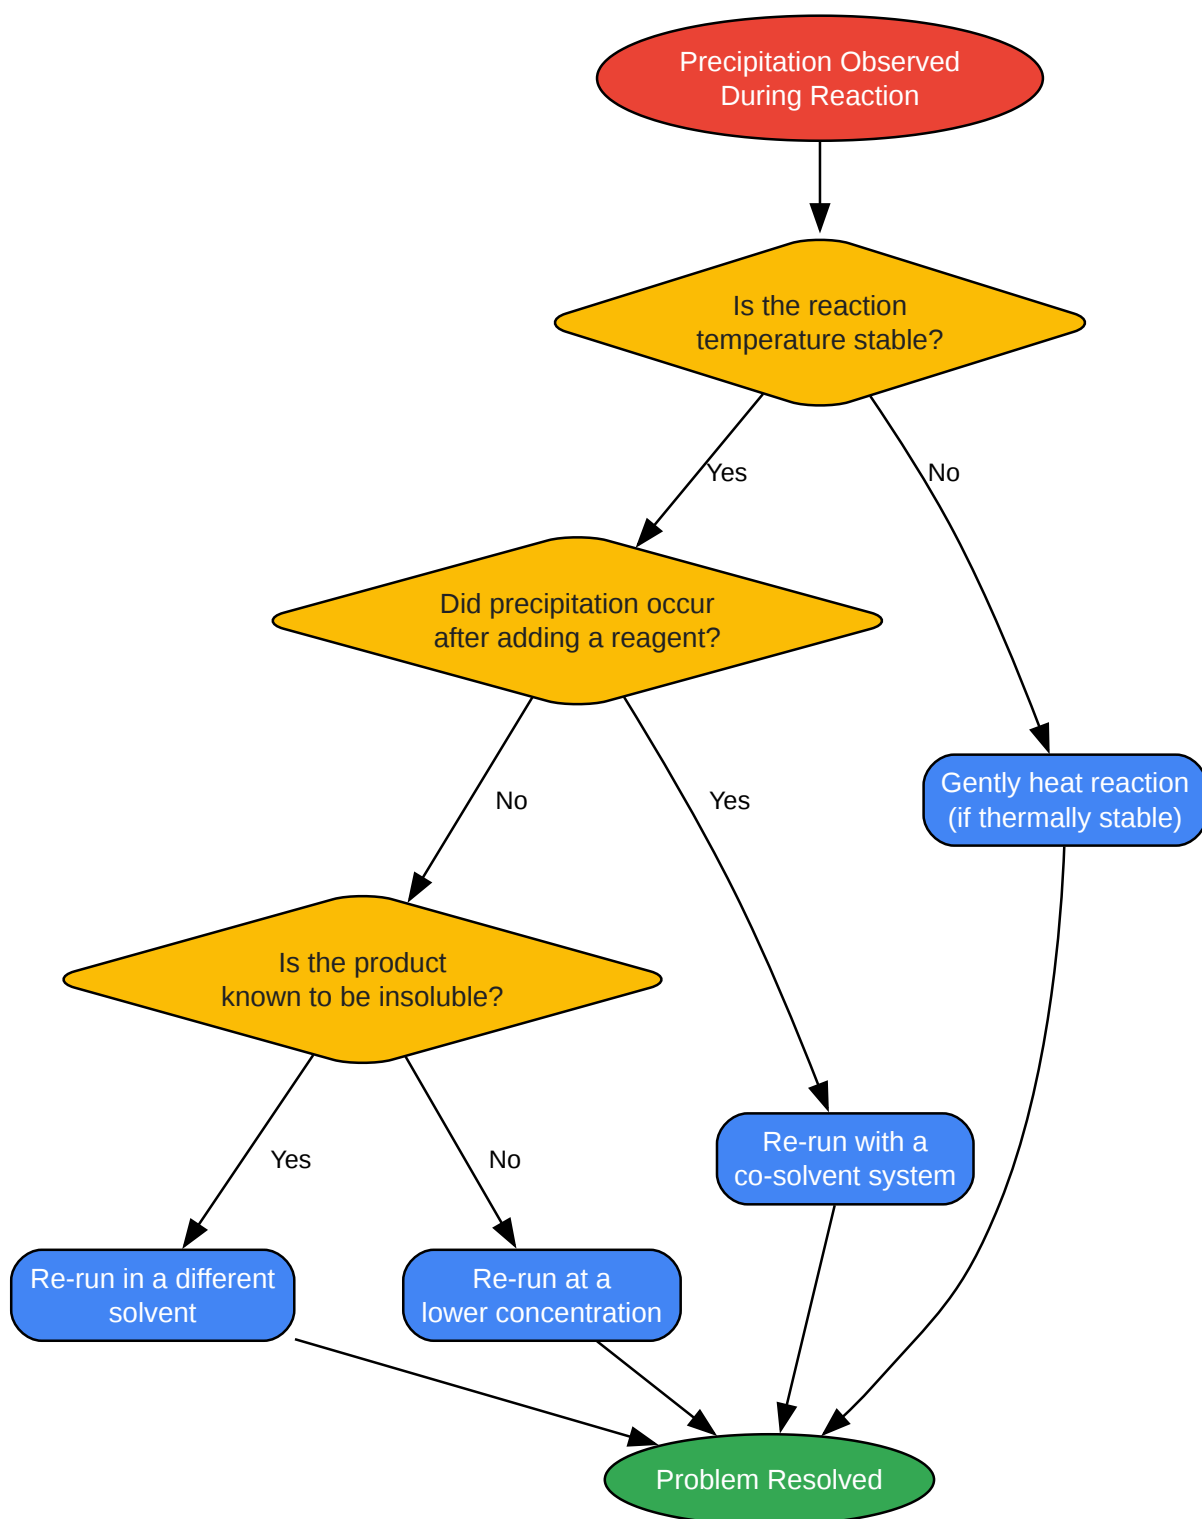 Precipitation Observed
During Reaction
Is the reaction
temperature stable?
Yes
No
Did precipitation occur
after adding a reagent?
Gently heat reaction
(if thermally stable)
No
Yes
Is the product
known to be insoluble?
Re-run with a
co-solvent system
Yes
No
Re-run in a different
solvent
Re-run at a
lower concentration
Problem Resolved